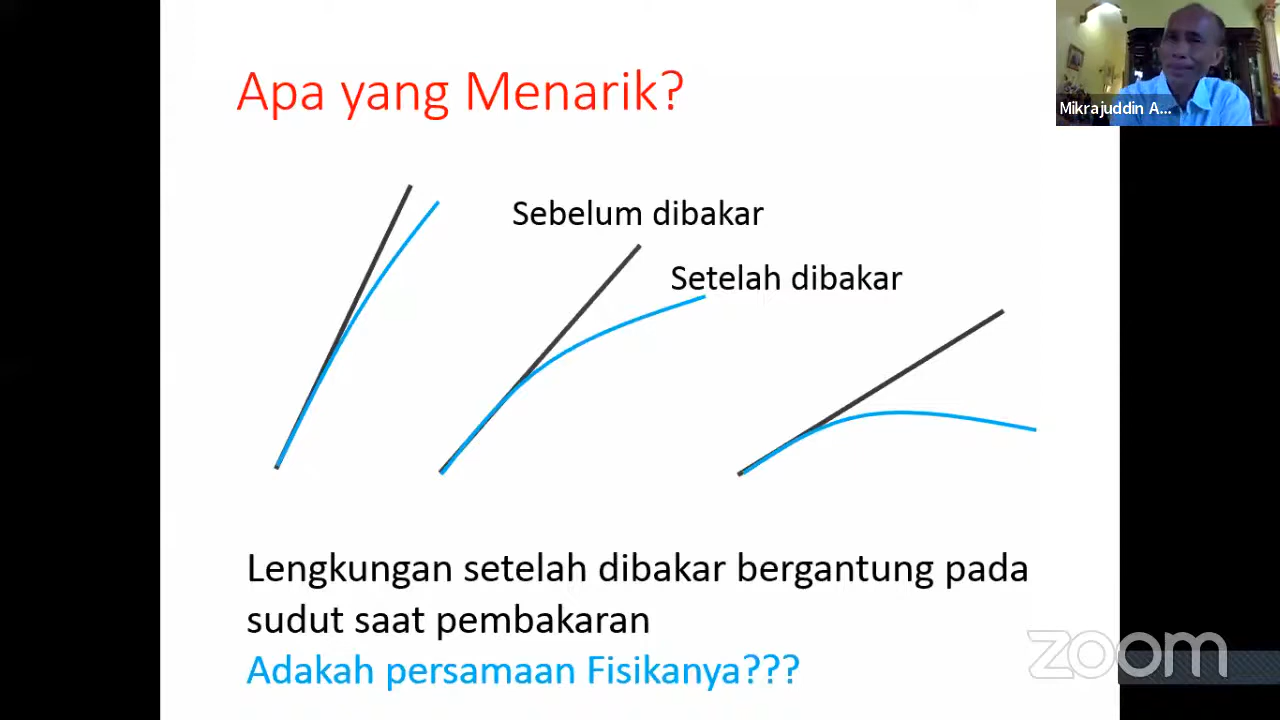 Apa yang Menarik?
Mikrajuddin A...
Sebelum dibakar
Setelah dibakar
Lengkungan setelah dibakar bergantung pada
sudut saat pembakaran
Adakah persamaan Fisikanya???
zoom